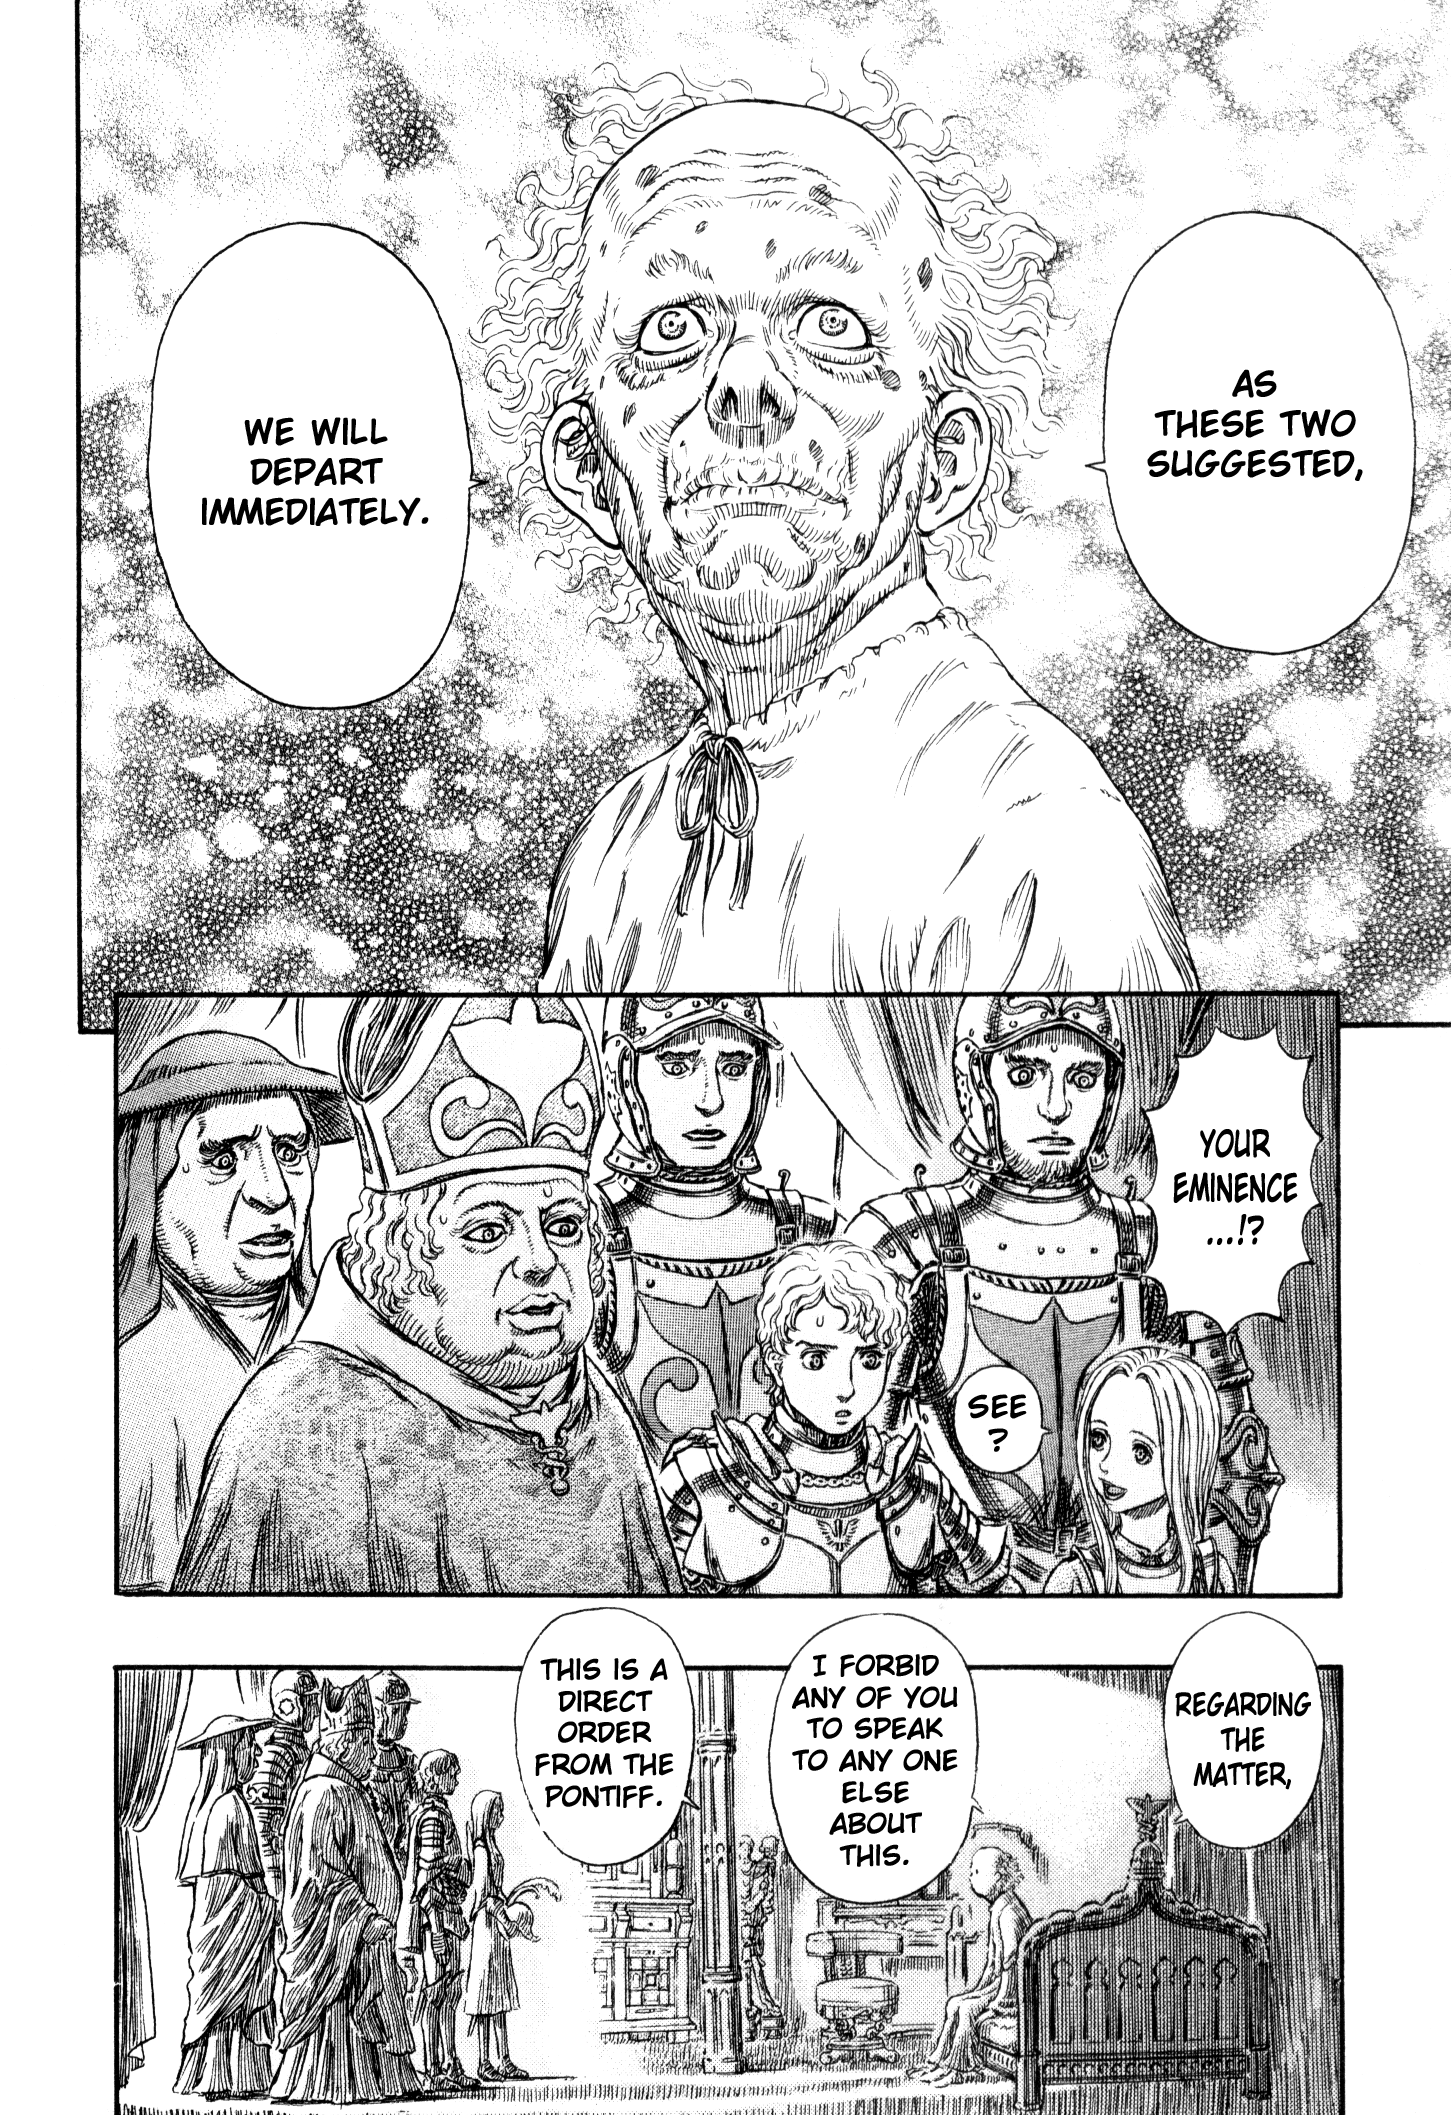 AS
THESE TWO
SUGGESTED,
WE WILL
DEPART
IMMEDIATELY.
YOUR
EMINENCE
...!?
SEE
?
REGARDING
THE
MATTER,
I FORBID
ANY OF YOU
TO SPEAK
TO ANY ONE
ELSE
ABOUT
THIS.
THIS IS A
DIRECT
ORDER
FROM THE
PONTIFF.